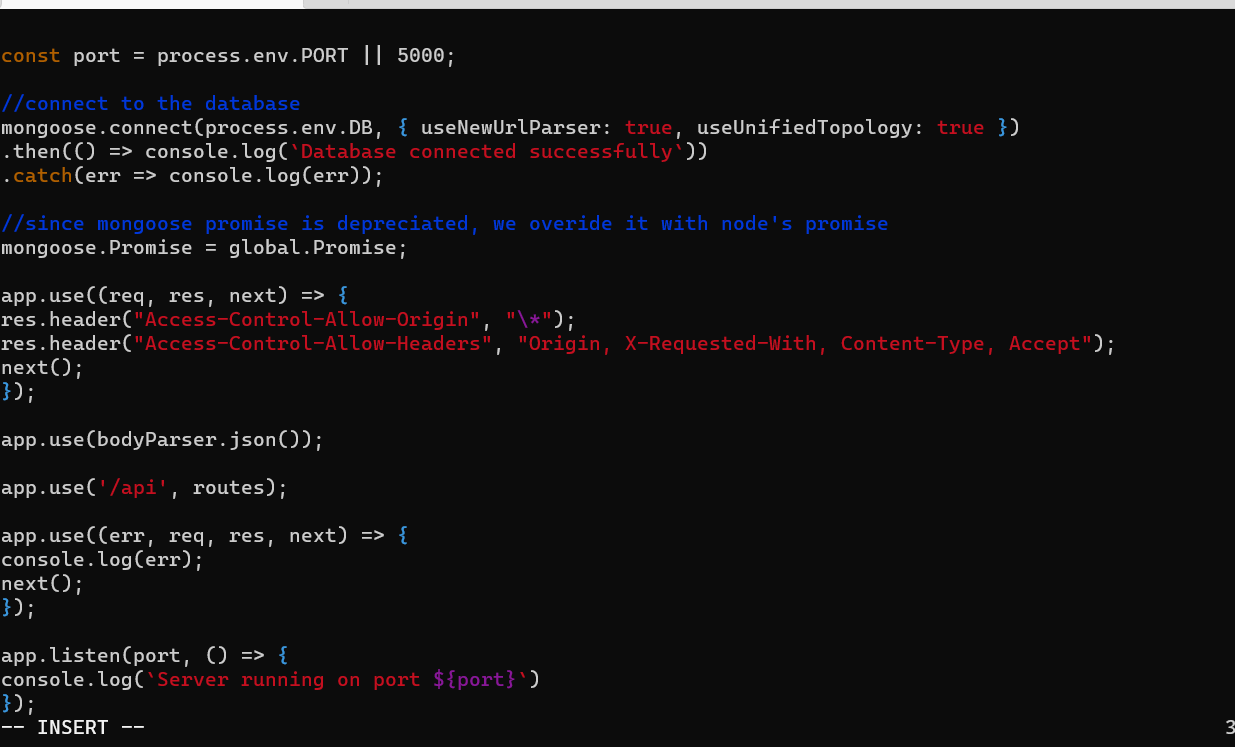 const port = process.env.PORT || 5000;
//connect to the database
mongoose.connect(process.env.DB, { useNewUrlParser: true, useUnifiedTopology: true })
.then(() => console.log(`Database connected successfully`))
.catch(err => console.log(err));
//since mongoose promise is depreciated, we overide it with node's promise
mongoose.Promise = global.Promise;
app.use((req, res, next) => {
res.header("Access-Control-Allow-Origin", "\*");
res.header("Access-Control-Allow-Headers", "Origin, X-Requested-With, Content-Type, Accept");
next();
});
app.use(bodyParser.json());
app.use('/api', routes);
app.use((err, req, res, next) => {
console.log(err);
next();
});
app.listen(port, () => {
console.log(`Server running on port ${port}`)
});
-- INSERT -- 3